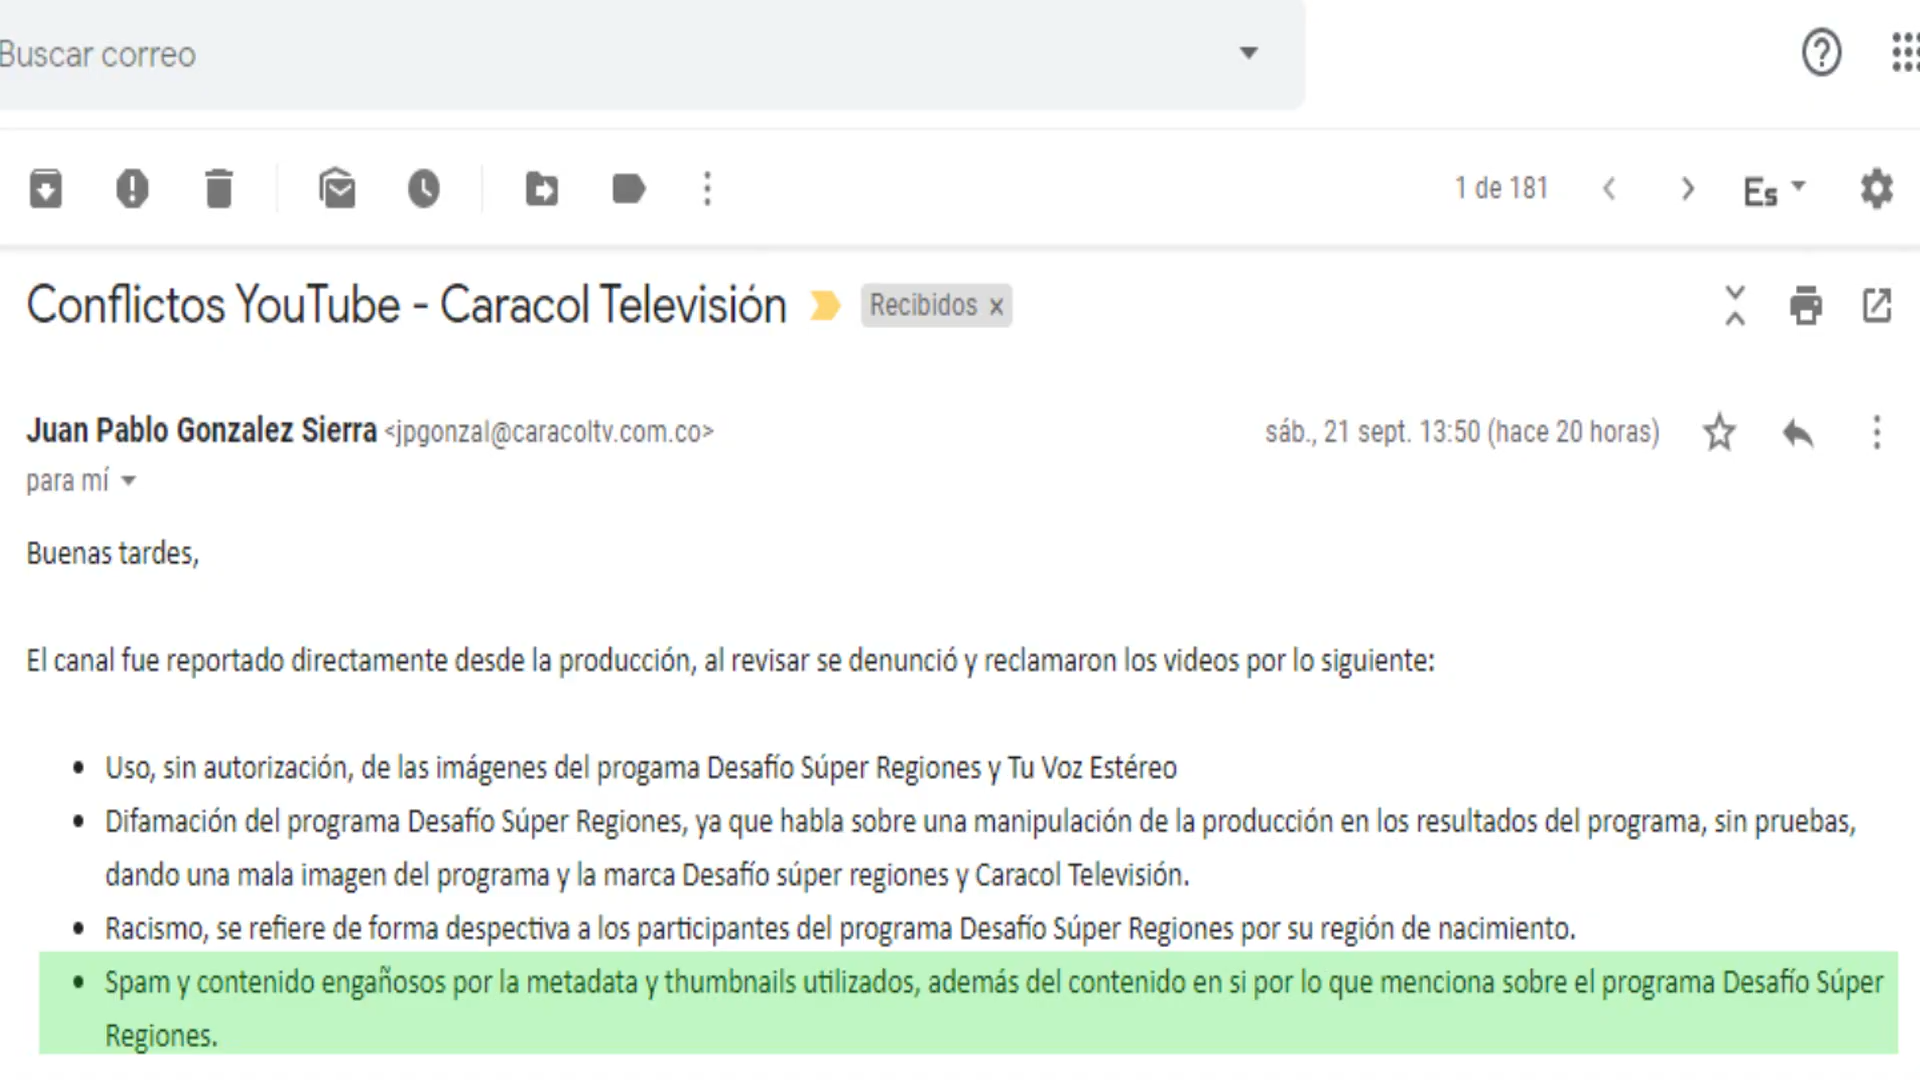 Buscar correo
1 de 181
Es
Conflictos YouTube - Caracol Televisión
Recibidos x
Juan Pablo Gonzalez Sierra <jpgonzal@caracoltv.com.co>
sáb., 21 sept. 13:50 (hace 20 horas)
para mí
Buenas tardes,
El canal fue reportado directamente desde la producción, al revisar se denunció y reclamaron los videos por lo siguiente:
• Uso, sin autorización, de las imágenes del progama Desafío Súper Regiones y Tu Voz Estéreo
• Difamación del programa Desafío Súper Regiones, ya que habla sobre una manipulación de la producción en los resultados del programa, sin pruebas,
dando una mala imagen del programa y la marca Desafío súper regiones y Caracol Televisión.
• Racismo, se refiere de forma despectiva a los participantes del programa Desafío Súper Regiones por su región de nacimiento.
• Spam y contenido engañosos por la metadata y thumbnails utilizados, además del contenido en si por lo que menciona sobre el programa Desafío Súper
Regiones.